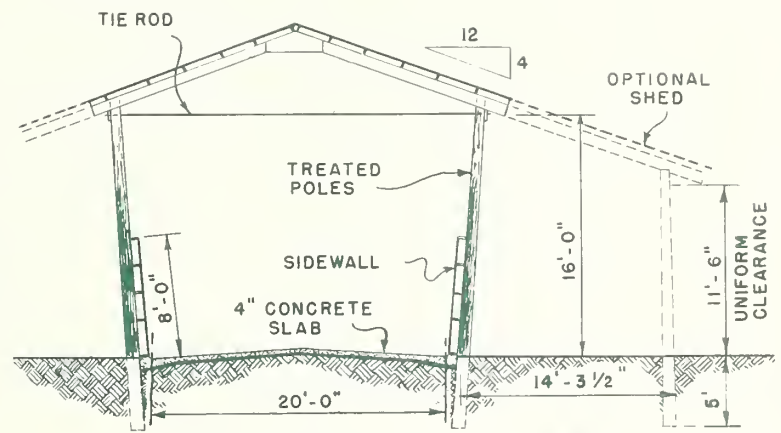 TIE ROD
12
4
OPTIONAL
SHED
TREATED
POLES
SIDEWALL
4" CONCRETE
SLAB
8'-0"
16'-0"
11'-6"
UNIFORM
CLEARANCE
20'-0"
14'-3 1/2"
5'